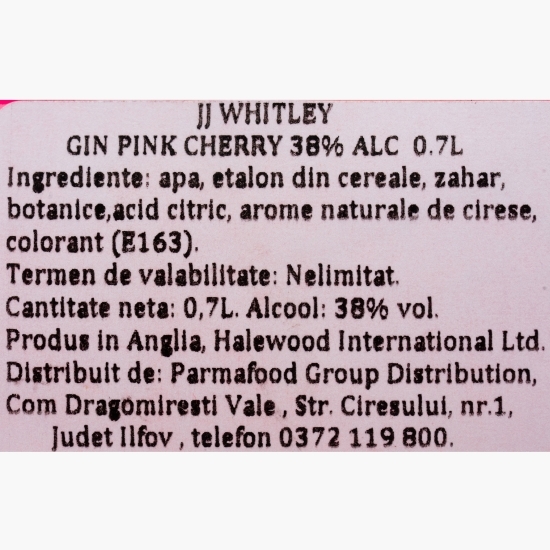 JJ WHITLEY
GIN PINK CHERRY 38% ALC 0.7L
Ingrediente: apa, etalon din cereale, zahar,
botanice,acid citric, arome naturale de cirese,
colorant (E163).
Termen de valabilitate: Nelimitat.
Cantitate neta: 0,7L. Alcool: 38% vol.
Produs in Anglia, Halewood International Ltd.
Distribuit de: Parmafood Group Distribution,
Com Dragomiresti Vale , Str. Ciresului, nr.1,
Judet Ilfov , telefon 0372 119 800.